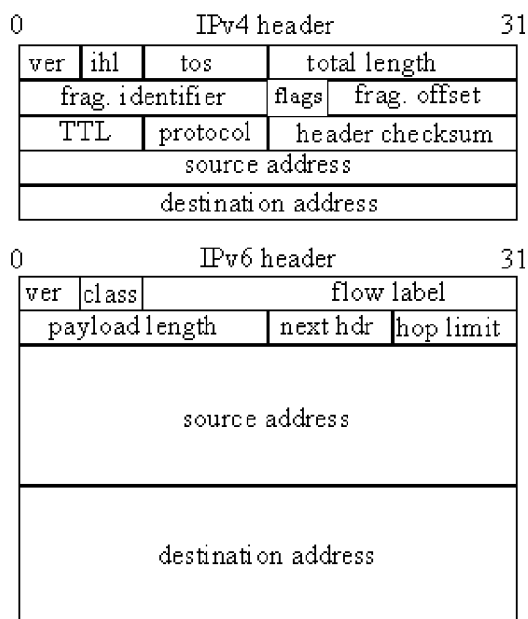 0 IPv4 header 31
ver ihl tos total length
frag. identifier flags frag. offset
TTL protocol header checksum
source address
destination address
0 IPv6 header 31
ver class flow label
payload length next hdr hop limit
source address
destination address